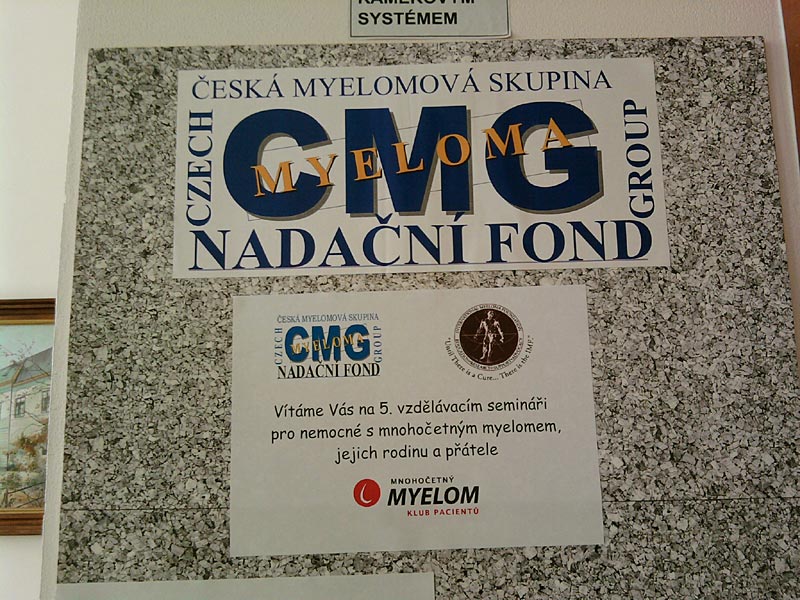 KAMEROVÝM
SYSTÉMEM
ČESKÁ MYELOMOVÁ SKUPINA
CZECH
CMG
MYELOMA
GROUP
NADAČNÍ FOND
ČESKÁ MYELOMOVÁ SKUPINA
CZECH
CMG
MYELOMA
GROUP
NADAČNÍ FOND
"Until There is a Cure... There is the IMF."
Vítáme Vás na 5. vzdělávacím semináři
pro nemocné s mnohočetným myelomem,
jejich rodinu a přátele
MNOHOČETNÝ
MYELOM
KLUB PACIENTŮ